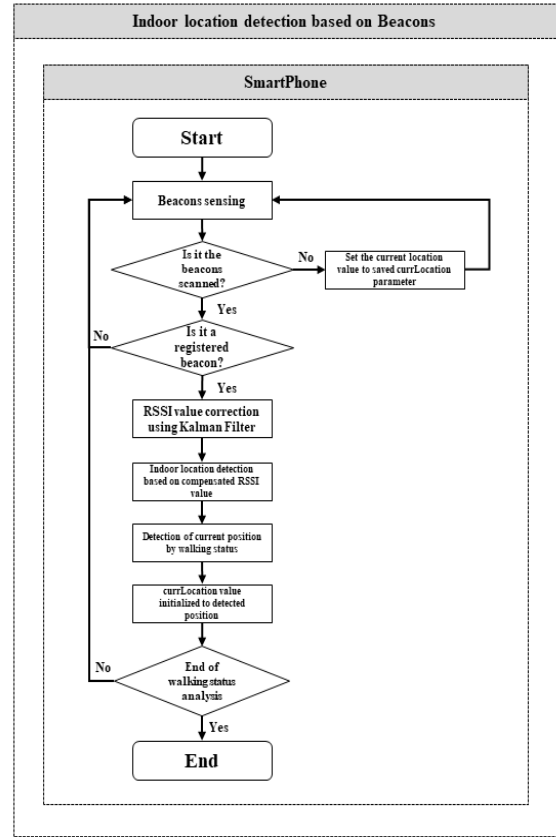 Indoor location detection based on Beacons
SmartPhone
Start
Beacons sensing
Is it the
beacons
scanned?
No
Set the current location
value to saved currLocation
parameter
Yes
No
Is it a
registered
beacon?
Yes
RSSI value correction
using Kalman Filter
Indoor location detection
based on compensated RSSI
value
Detection of current position
by walking status
currLocation value
initialized to detected
position
No
End of
walking status
analysis
Yes
End